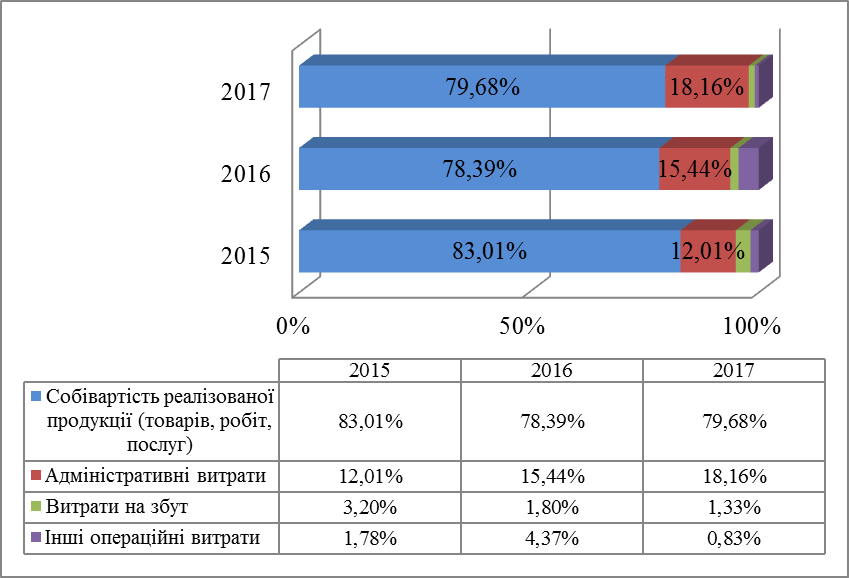 2017
79,68%
18,16%
2016
78,39%
15,44%
2015
83,01%
12,01%
0%
50%
100%
2015 2016 2017
Собівартість реалізованої
продукції (товарів, робіт,
послуг)
83,01% 78,39% 79,68%
Адміністративні витрати 12,01% 15,44% 18,16%
Витрати на збут 3,20% 1,80% 1,33%
Інші операційні витрати 1,78% 4,37% 0,83%